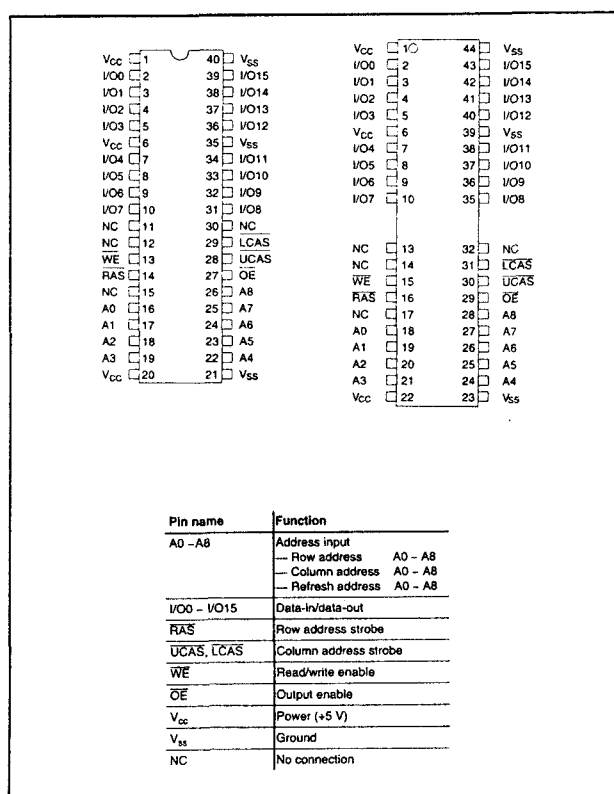 VCC 1 40 VSS
I/O0 2 39 I/O15
I/O1 3 38 I/O14
I/O2 4 37 I/O13
I/O3 5 36 I/O12
VCC 6 35 VSS
I/O4 7 34 I/O11
I/O5 8 33 I/O10
I/O6 9 32 I/O9
I/O7 10 31 I/O8
NC 11 30 NC
NC 12 29 LCAS
WE 13 28 UCAS
RAS 14 27 OE
NC 15 26 A8
A0 16 25 A7
A1 17 24 A6
A2 18 23 A5
A3 19 22 A4
VCC 20 21 VSS
VCC 1 44 VSS
I/O0 2 43 I/O15
I/O1 3 42 I/O14
I/O2 4 41 I/O13
I/O3 5 40 I/O12
VCC 6 39 VSS
I/O4 7 38 I/O11
I/O5 8 37 I/O10
I/O6 9 36 I/O9
I/O7 10 35 I/O8
NC 13 32 NC
NC 14 31 LCAS
WE 15 30 UCAS
RAS 16 29 OE
NC 17 28 A8
A0 18 27 A7
A1 19 26 A6
A2 20 25 A5
A3 21 24 A4
VCC 22 23 VSS
Pin name Function
A0 – A8 Address input
— Row address A0 – A8
— Column address A0 – A8
— Refresh address A0 – A8
I/O0 – I/O15 Data-in/data-out
RAS Row address strobe
UCAS, LCAS Column address strobe
WE Read/write enable
OE Output enable
Vcc Power (+5 V)
Vss Ground
NC No connection